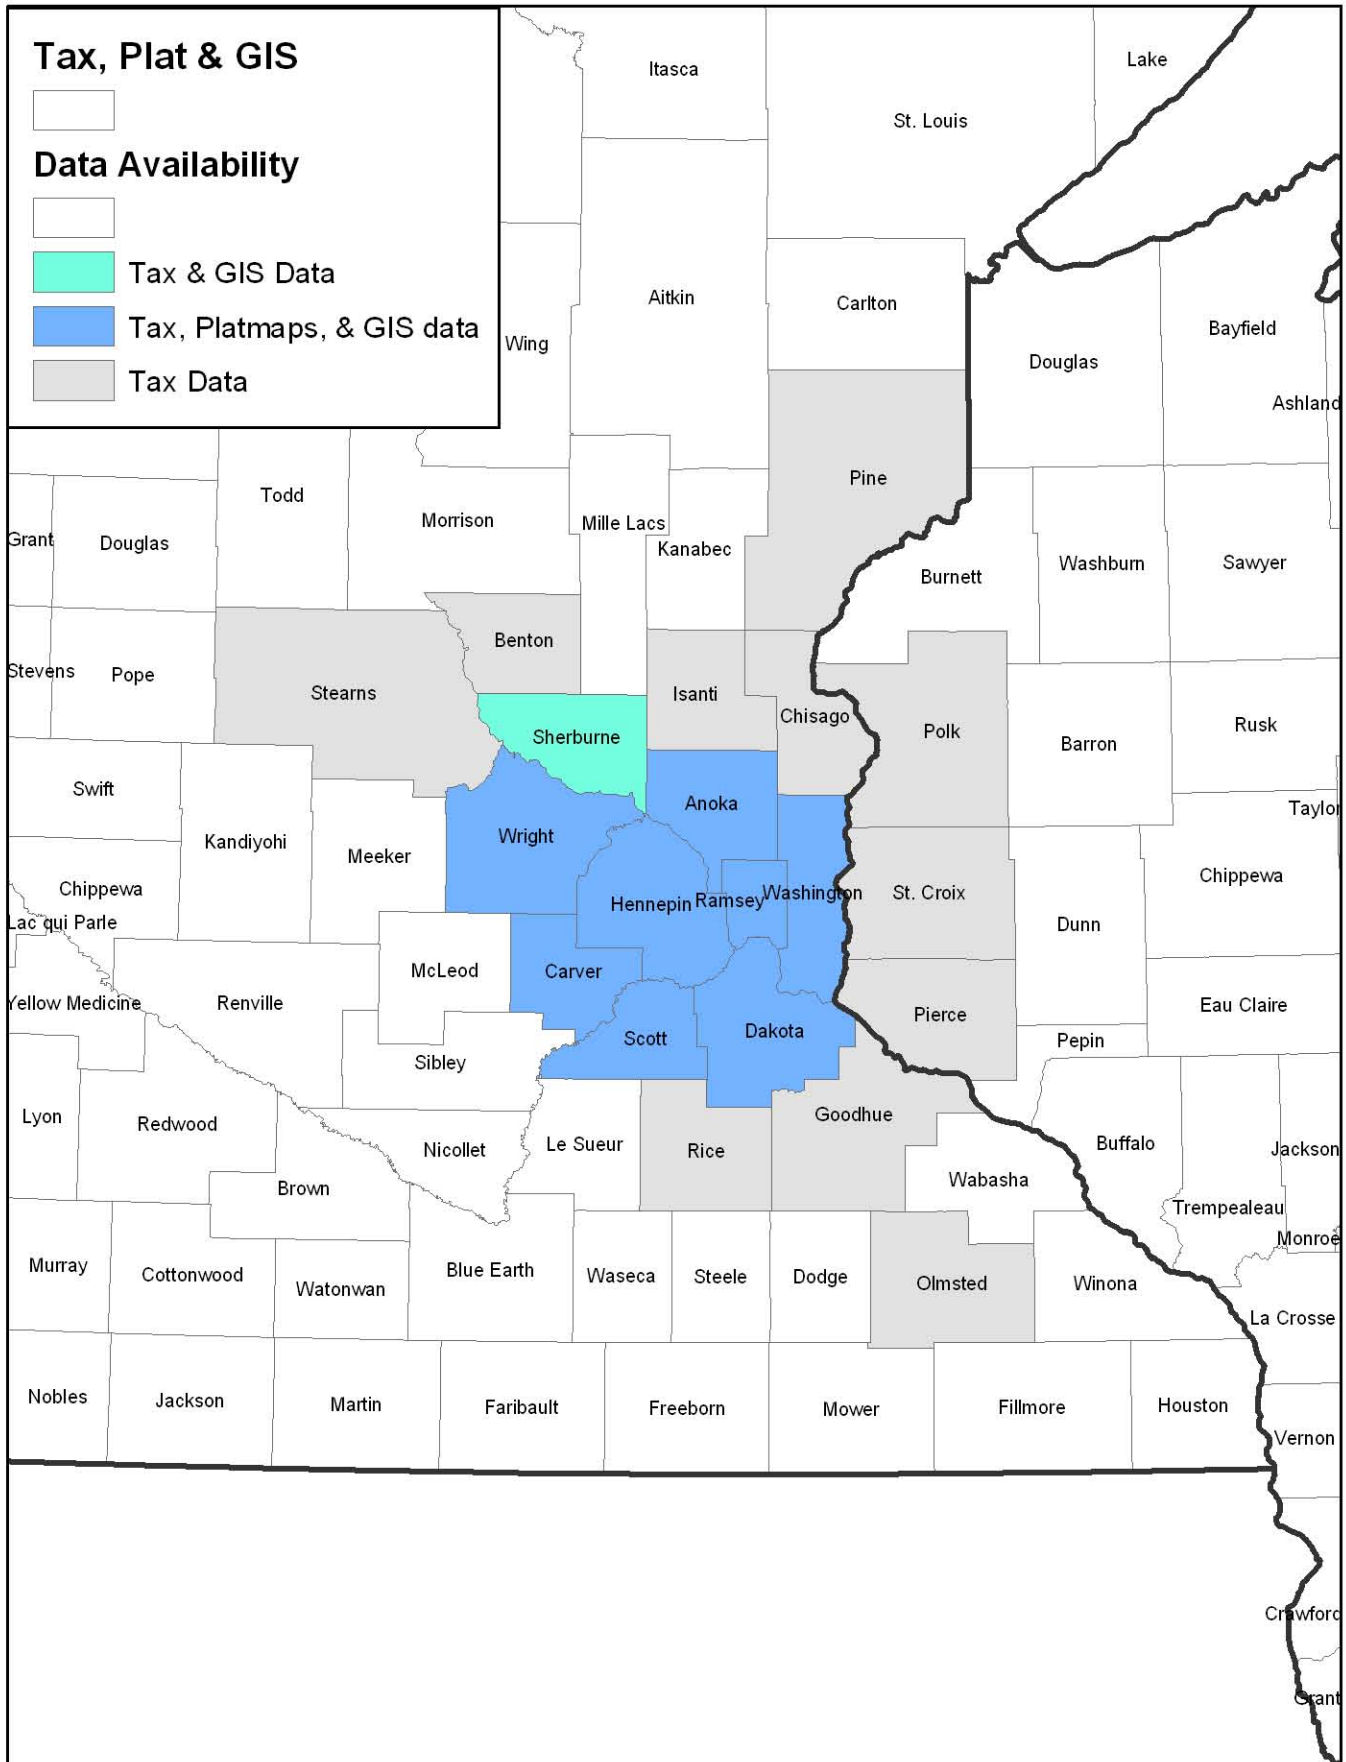 Tax, Plat & GIS
Data Availability
Tax & GIS Data
Tax, Platmaps, & GIS data
Tax Data
Itasca
Lake
St. Louis
Aitkin
Carlton
Wing
Bayfield
Douglas
Ashland
Pine
Todd
Morrison
Mille Lacs
Grant
Douglas
Kanabec
Washburn
Sawyer
Burnett
Benton
Stevens
Pope
Stearns
Isanti
Chisago
Rusk
Sherburne
Polk
Barron
Swift
Anoka
Taylor
Wright
Kandiyohi
Meeker
Chippewa
Chippewa
Hennepin
Ramsey
Washington
St. Croix
Lac qui Parle
Dunn
McLeod
Carver
Yellow Medicine
Renville
Eau Claire
Pierce
Scott
Dakota
Pepin
Sibley
Lyon
Redwood
Goodhue
Nicollet
Le Sueur
Rice
Buffalo
Jackson
Brown
Wabasha
Trempealeau
Monroe
Murray
Cottonwood
Watonwan
Blue Earth
Waseca
Steele
Dodge
Olmsted
Winona
La Crosse
Nobles
Jackson
Martin
Faribault
Freeborn
Mower
Fillmore
Houston
Vernon
Crawford
Grant